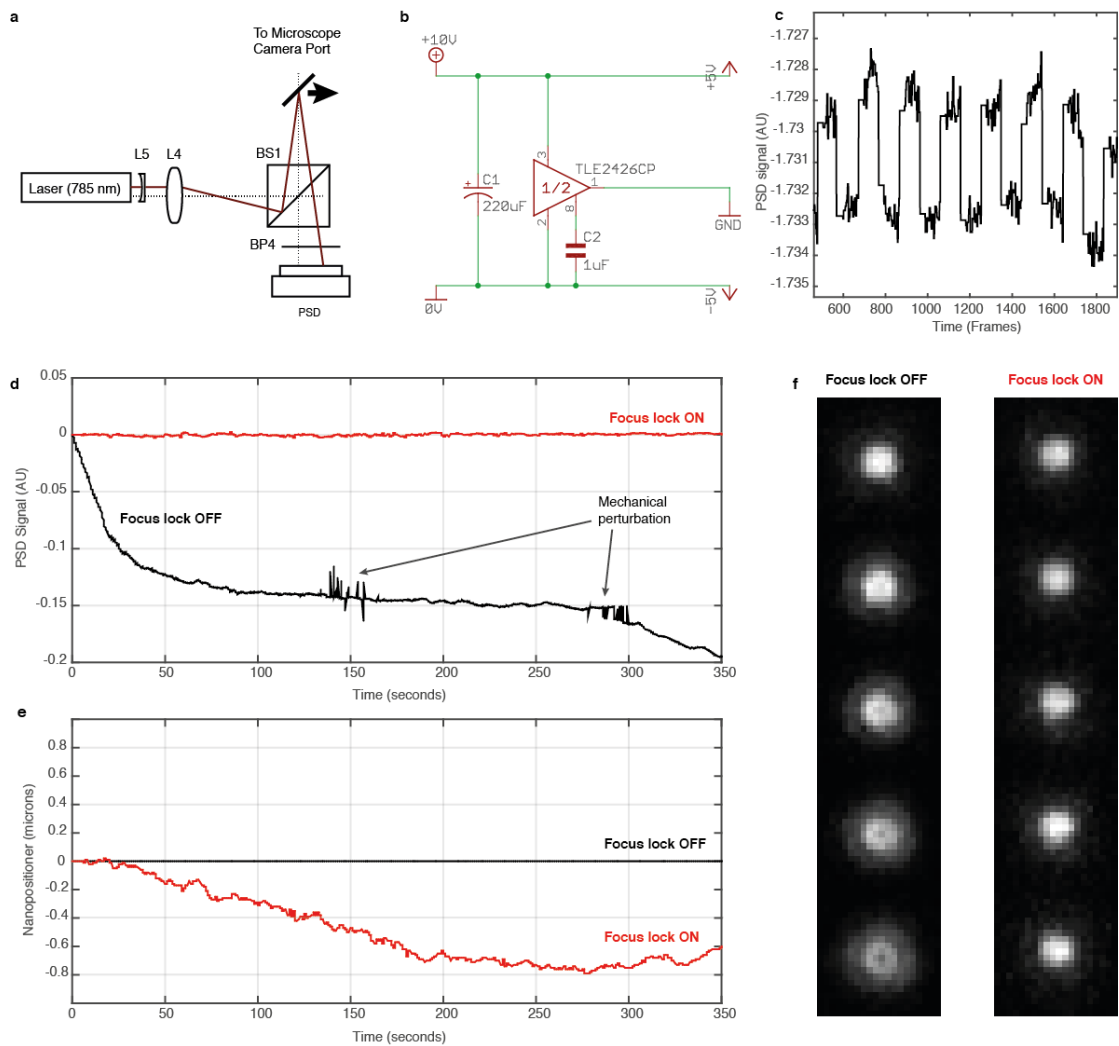 a
To Microscope
Camera Port
L5
L4
BS1
Laser (785 nm)
BP4
PSD
b
+10V
+5V
3
TLE2426CP
C1
1/2
1
220uF
2
8
GND
C2
1uF
0V
-5V
c
-1.727
-1.728
-1.729
-1.73
-1.731
-1.732
-1.733
-1.734
-1.735
PSD signal (AU)
600
800
1000
1200
1400
1600
1800
Time (Frames)
d
0.05
0
-0.05
-0.1
-0.15
-0.2
PSD Signal (AU)
Focus lock ON
Focus lock OFF
Mechanical
perturbation
0
50
100
150
200
250
300
350
Time (seconds)
e
0.8
0.6
0.4
0.2
0
-0.2
-0.4
-0.6
-0.8
Nanopositioner (microns)
Focus lock OFF
Focus lock ON
0
50
100
150
200
250
300
350
Time (seconds)
f
Focus lock OFF
Focus lock ON